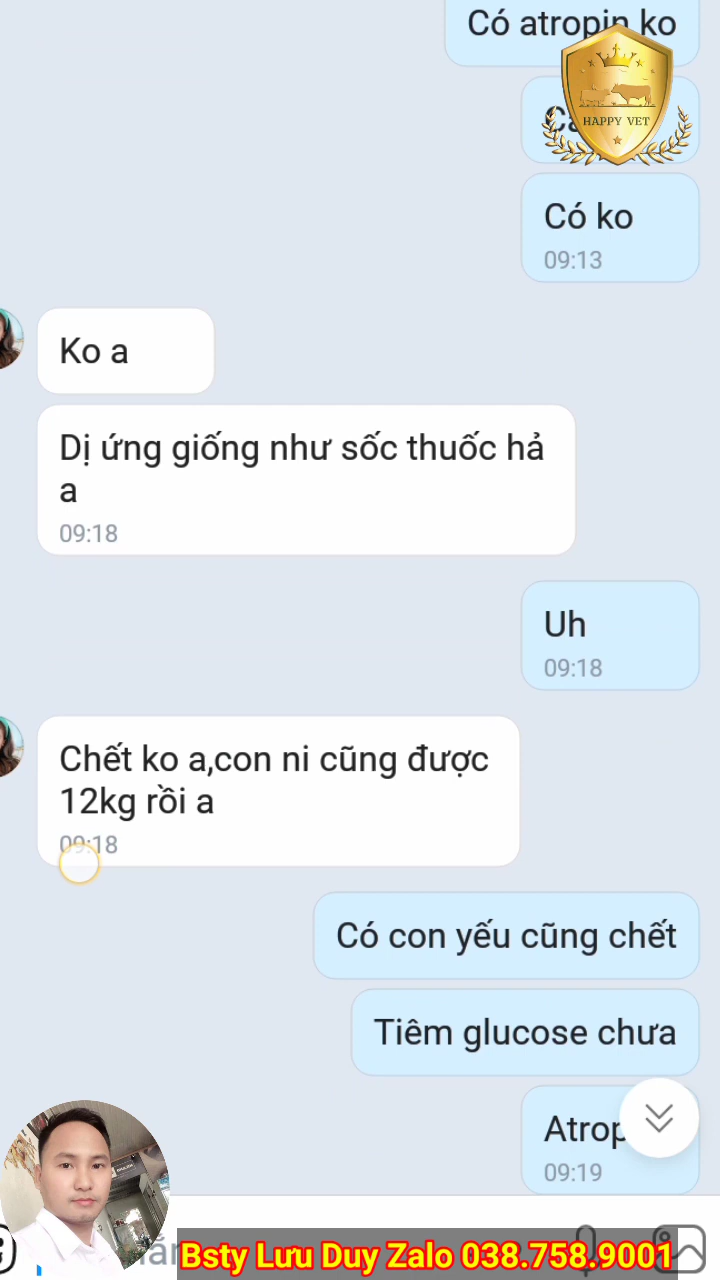 Có atropin ko
HAPPY VET
Có ko
09:13
Ko a
Dị ứng giống như sốc thuốc hả
a
09:18
Uh
09:18
Chết ko a,con ni cũng được
12kg rồi a
09:18
Có con yếu cũng chết
Tiêm glucose chưa
09:19
Bsty Lưu Duy Zalo 038.758.9001